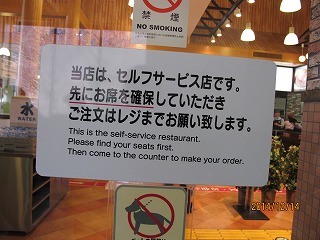 禁煙
NO SMOKING
当店は、セルフサービス店です。
先にお席を確保していただき
ご注文はレジまでお願い致します。
This is the self-service restaurant.
Please find your seats first.
Then come to the counter to make your order.
水
WATER
2014/12/14